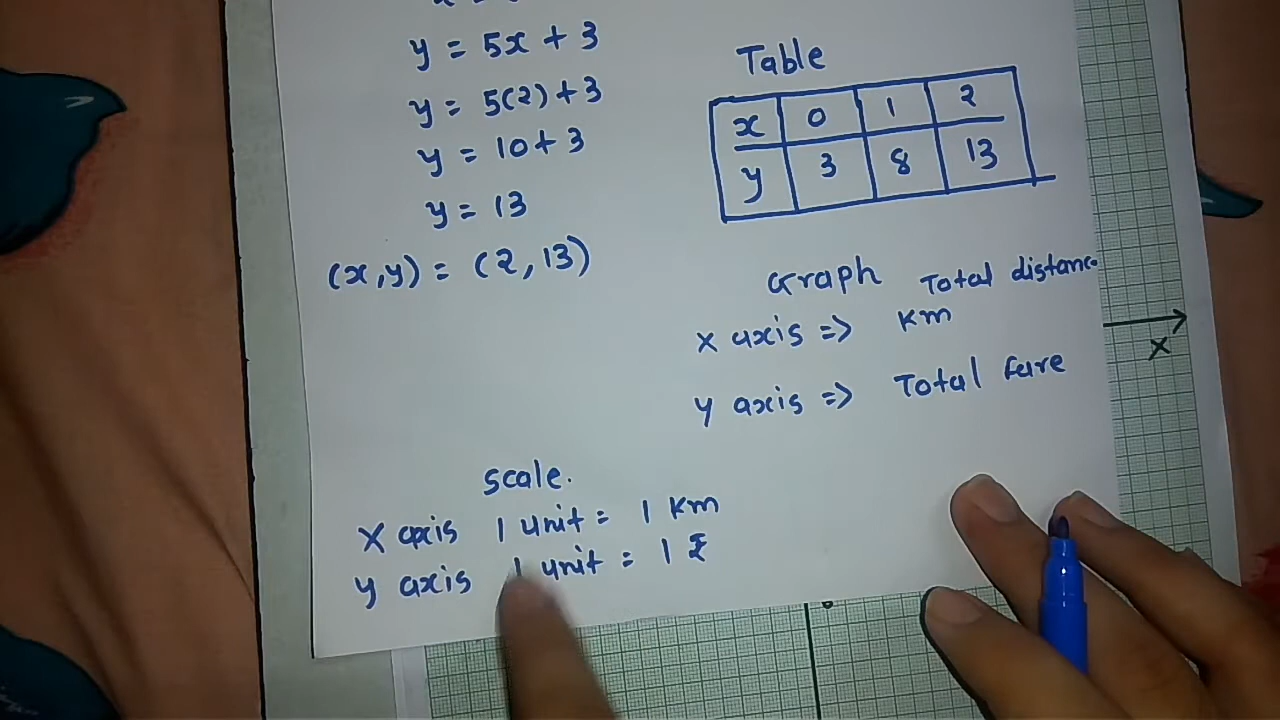 y = 5x + 3
y = 5(2) + 3
y = 10 + 3
y = 13
(x,y) = (2,13)
Table
x 0 1 2
y 3 8 13
Graph
x axis => Total distance Km
y axis => Total fare
scale.
X axis 1 unit = 1 Km
y axis 1 unit = 1 ₹
X